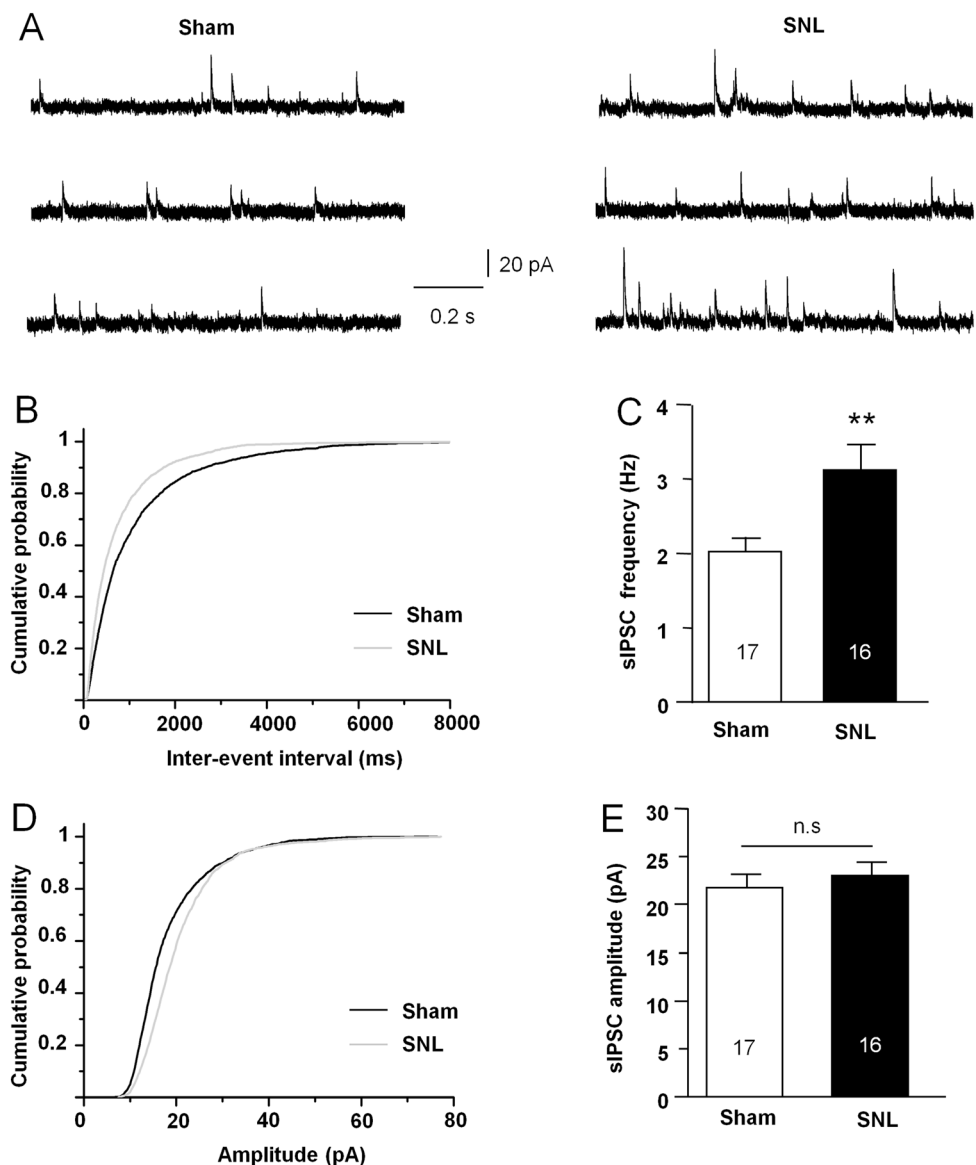 A
Sham
SNL
20 pA
0.2 s
B
Cumulative probability
1
0.8
0.6
0.4
0.2
Sham
SNL
0 2000 4000 6000 8000
Inter-event interval (ms)
C
sIPSC frequency (Hz)
4
3
2
1
0
**
17
16
Sham
SNL
D
Cumulative probability
1
0.8
0.6
0.4
0.2
Sham
SNL
0 20 40 60 80
Amplitude (pA)
E
sIPSC amplitude (pA)
30
25
20
15
10
5
0
n.s
17
16
Sham
SNL